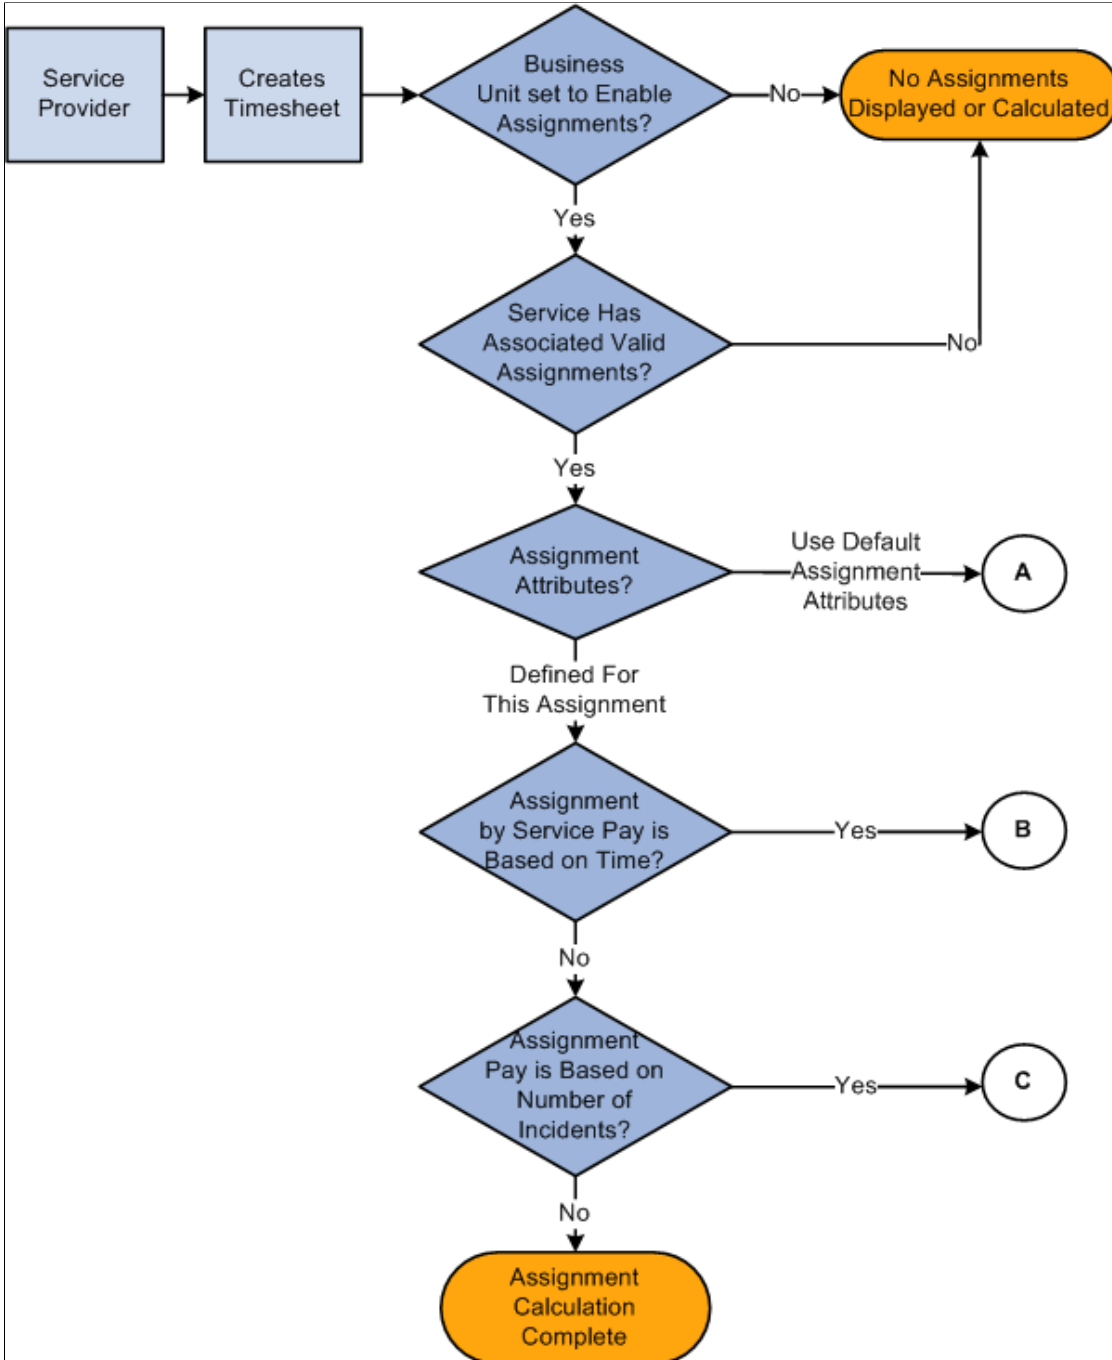 Service
Provider
Creates
Timesheet
Business
Unit set to Enable
Assignments?
No
No Assignments
Displayed or Calculated
Yes
Service Has
Associated Valid
Assignments?
No
Yes
Assignment
Attributes?
Use Default
Assignment
Attributes
A
Defined For
This Assignment
Assignment
by Service Pay is
Based on Time?
Yes
B
No
Assignment
Pay is Based on
Number of
Incidents?
Yes
C
No
Assignment
Calculation
Complete